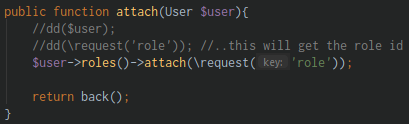 public function attach(User $user){
//dd($user);
//dd(\request('role')); //..this will get the role id
$user->roles()->attach(\request( key: 'role'));
return back();
}